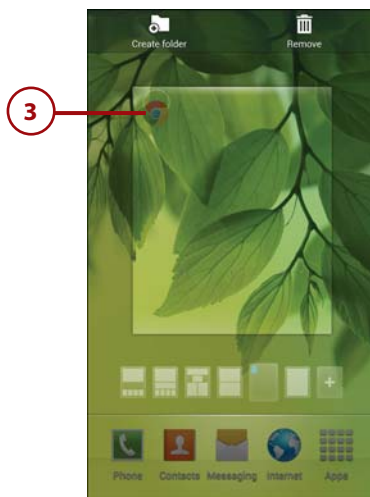 Create folder
Remove
3
Phone
Contacts
Messaging
Internet
Apps